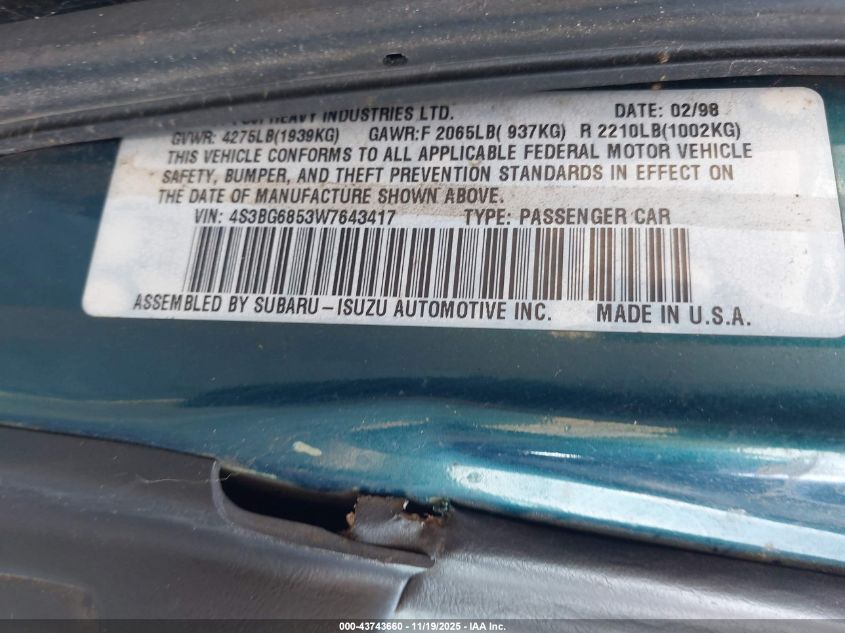 HEAVY INDUSTRIES LTD. DATE: 02/98
GVWR: 4275LB(1939KG) GAWR:F 2065LB( 937KG) R 2210LB(1002KG)
THIS VEHICLE CONFORMS TO ALL APPLICABLE FEDERAL MOTOR VEHICLE
SAFETY, BUMPER, AND THEFT PREVENTION STANDARDS IN EFFECT ON
THE DATE OF MANUFACTURE SHOWN ABOVE.
VIN: 4S3BG6853W7643417 TYPE: PASSENGER CAR
ASSEMBLED BY SUBARU-ISUZU AUTOMOTIVE INC. MADE IN U.S.A.
000-43743660 - 11/19/2025 - IAA Inc.